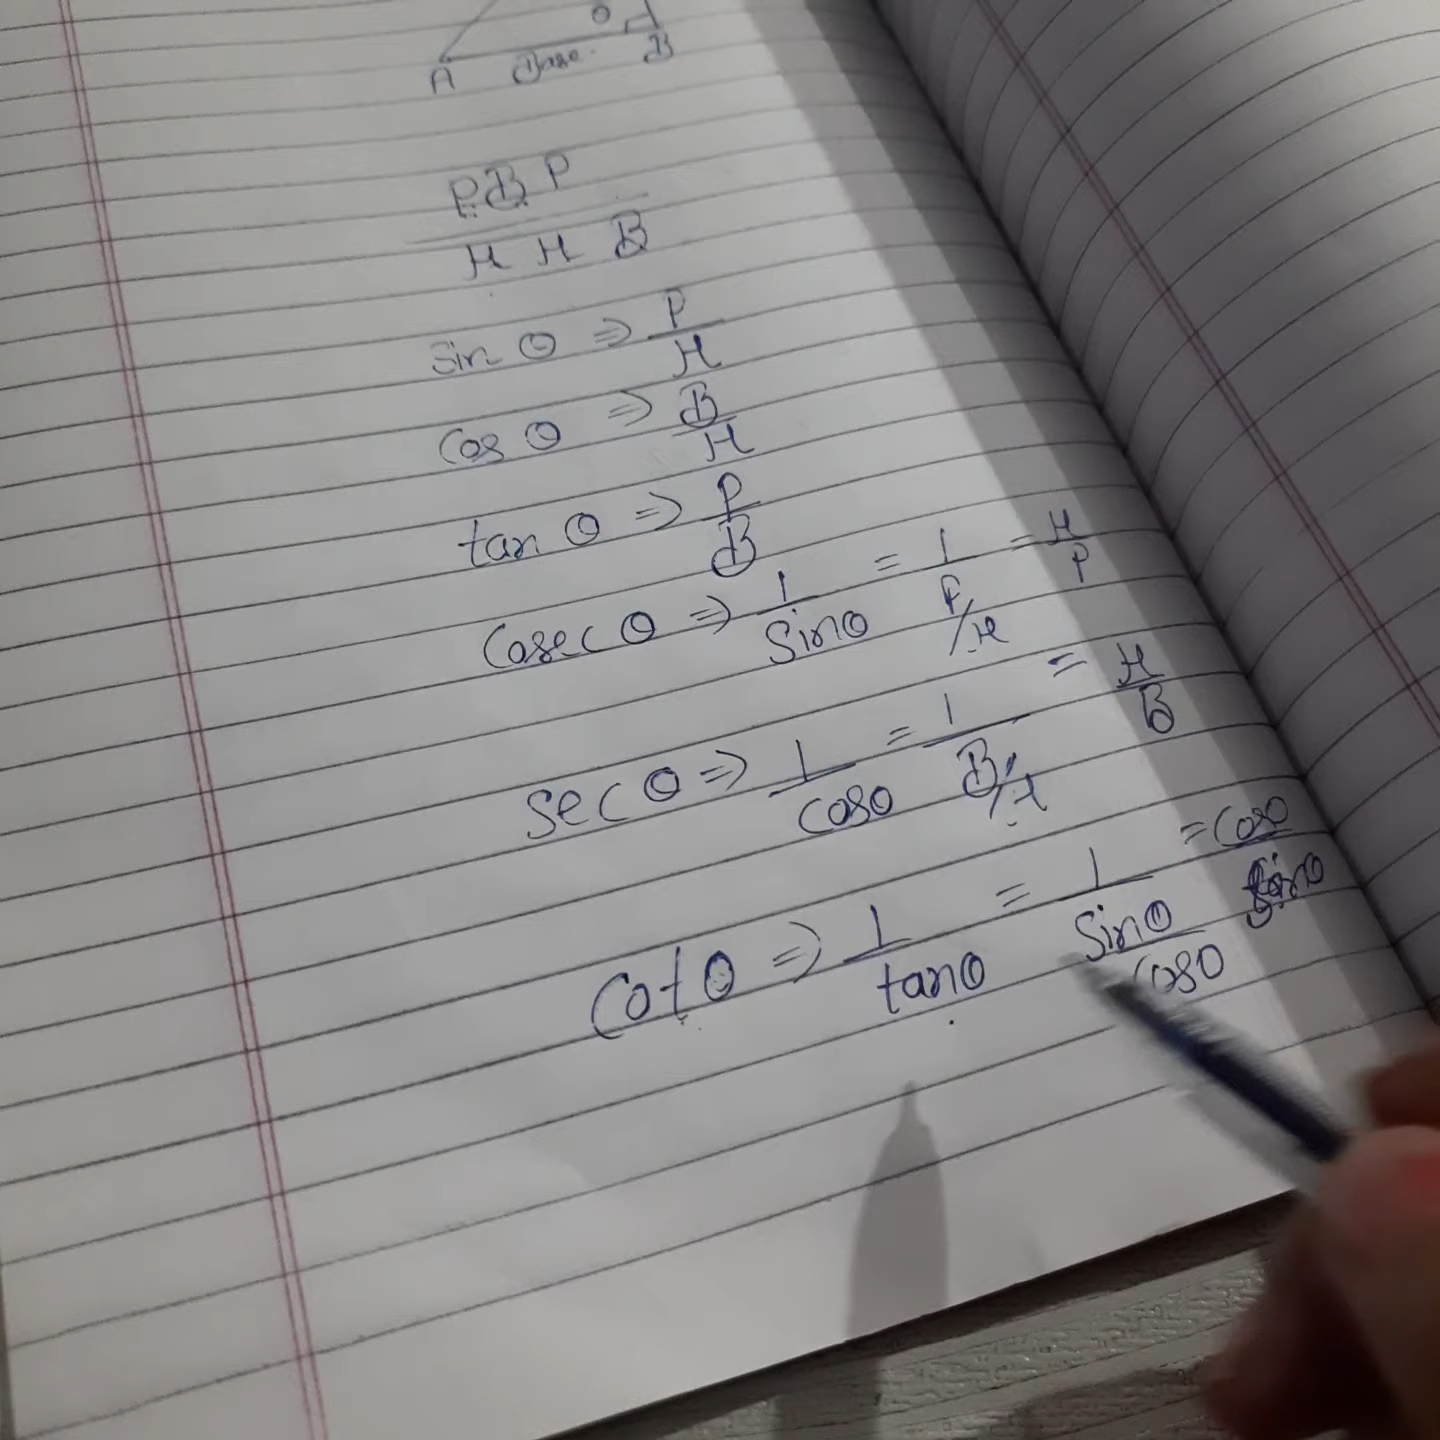 θ
A Base B
P B P
H H B
sin θ ⇒ P/H
cos θ ⇒ B/H
tan θ ⇒ P/B
Cosec θ ⇒ 1/Sinθ = 1/P/H = H/P
Sec θ ⇒ 1/cosθ = 1/B/H = H/B
Cot θ ⇒ 1/tanθ = 1/Sinθ/cosθ = Cosθ/Sinθ